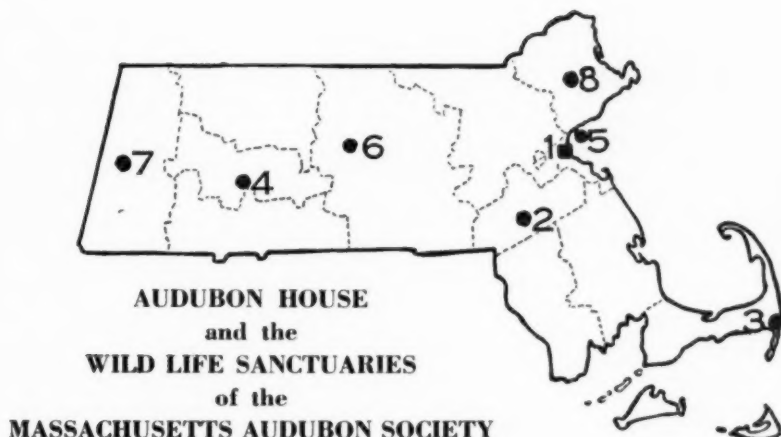 8
5
1
6
7
4
2
3
AUDUBON HOUSE
and the
WILD LIFE SANCTUARIES
of the
MASSACHUSETTS AUDUBON SOCIETY